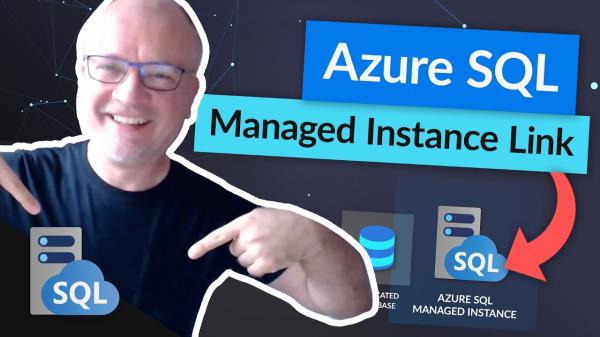 Azure SQL
Managed Instance Link
SQL
SQL
AZURE SQL
MANAGED INSTANCE